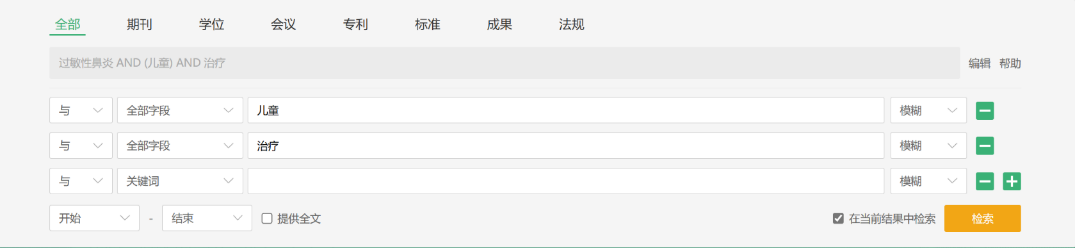 全部 期刊 学位 会议 专利 标准 成果 法规
过敏性鼻炎 AND (儿童) AND 治疗 编辑 帮助
与 全部字段 儿童 模糊
与 全部字段 治疗 模糊
与 关键词 模糊
开始 - 结束 提供全文 在当前结果中检索 检索